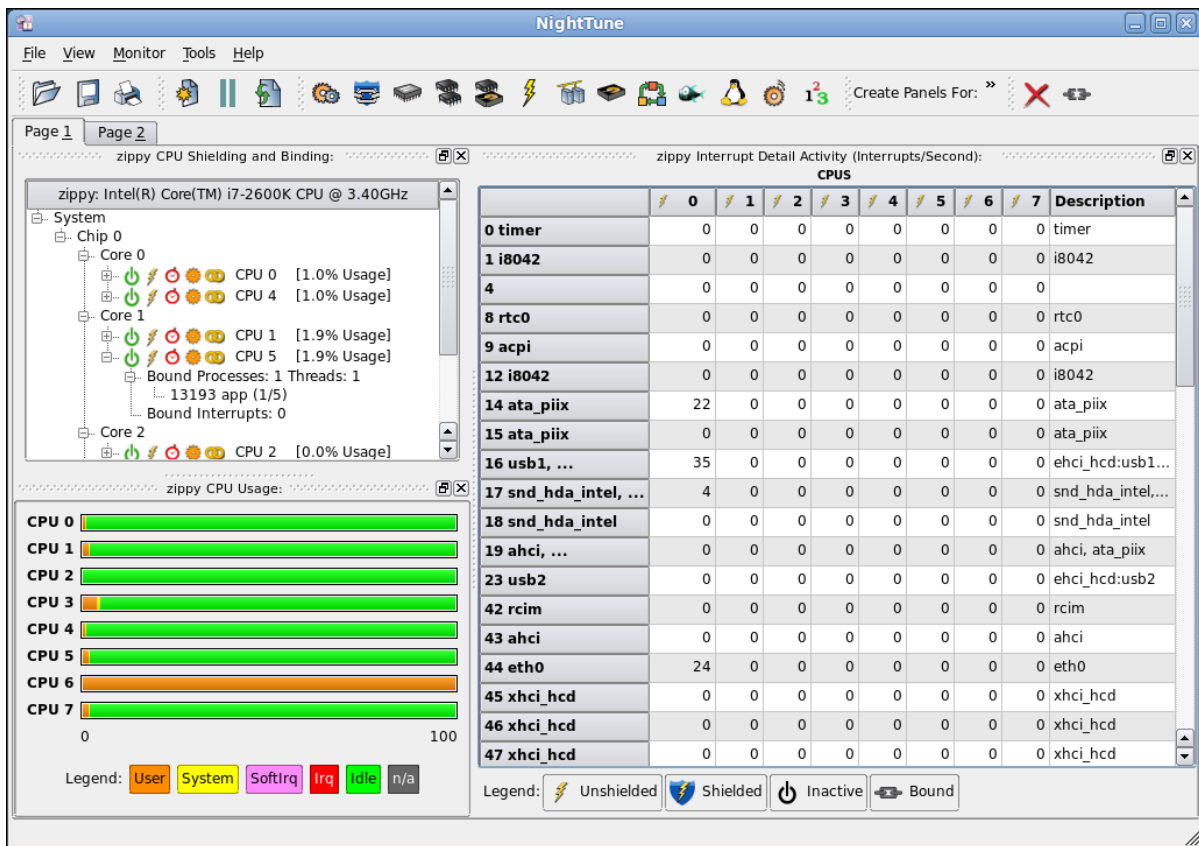 NightTune
File View Monitor Tools Help
1 2 3 Create Panels For: »
Page 1 Page 2
zippy CPU Shielding and Binding:
zippy: Intel(R) Core(TM) i7-2600K CPU @ 3.40GHz
System
Chip 0
Core 0
CPU 0 [1.0% Usage]
CPU 4 [1.0% Usage]
Core 1
CPU 1 [1.9% Usage]
CPU 5 [1.9% Usage]
Bound Processes: 1 Threads: 1
13193 app (1/5)
Bound Interrupts: 0
Core 2
CPU 2 [0.0% Usage]
zippy CPU Usage:
CPU 0
CPU 1
CPU 2
CPU 3
CPU 4
CPU 5
CPU 6
CPU 7
0 100
Legend: User System SoftIrq Irq Idle n/a
zippy Interrupt Detail Activity (Interrupts/Second):
CPUS
0 1 2 3 4 5 6 7 Description
0 timer 0 0 0 0 0 0 0 0 timer
1 i8042 0 0 0 0 0 0 0 0 i8042
4 0 0 0 0 0 0 0 0
8 rtc0 0 0 0 0 0 0 0 0 rtc0
9 acpi 0 0 0 0 0 0 0 0 acpi
12 i8042 0 0 0 0 0 0 0 0 i8042
14 ata_piix 22 0 0 0 0 0 0 0 ata_piix
15 ata_piix 0 0 0 0 0 0 0 0 ata_piix
16 usb1, ... 35 0 0 0 0 0 0 0 ehci_hcd:usb1...
17 snd_hda_intel, ... 4 0 0 0 0 0 0 0 snd_hda_intel,...
18 snd_hda_intel 0 0 0 0 0 0 0 0 snd_hda_intel
19 ahci, ... 0 0 0 0 0 0 0 0 ahci, ata_piix
23 usb2 0 0 0 0 0 0 0 0 ehci_hcd:usb2
42 rcim 0 0 0 0 0 0 0 0 rcim
43 ahci 0 0 0 0 0 0 0 0 ahci
44 eth0 24 0 0 0 0 0 0 0 eth0
45 xhci_hcd 0 0 0 0 0 0 0 0 xhci_hcd
46 xhci_hcd 0 0 0 0 0 0 0 0 xhci_hcd
47 xhci_hcd 0 0 0 0 0 0 0 0 xhci_hcd
Legend: Unshielded Shielded Inactive Bound